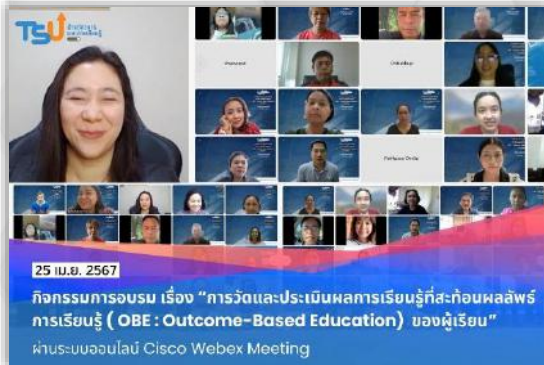 TSU
25 เม.ย. 2567
กิจกรรมการอบรม เรื่อง “การวัดและประเมินผลการเรียนรู้ที่สะท้อนผลลัพธ์
การเรียนรู้ ( OBE : Outcome-Based Education) ของผู้เรียน”
ผ่านระบบออนไลน์ Cisco Webex Meeting